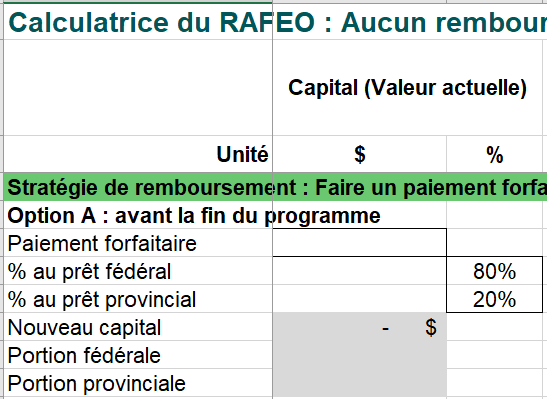 Calculatrice du RAFEO : Aucun rembour
Capital (Valeur actuelle)
Unité $ %
Stratégie de remboursement : Faire un paiement forfa
Option A : avant la fin du programme
Paiement forfaitaire
% au prêt fédéral 80%
% au prêt provincial 20%
Nouveau capital - $
Portion fédérale
Portion provinciale